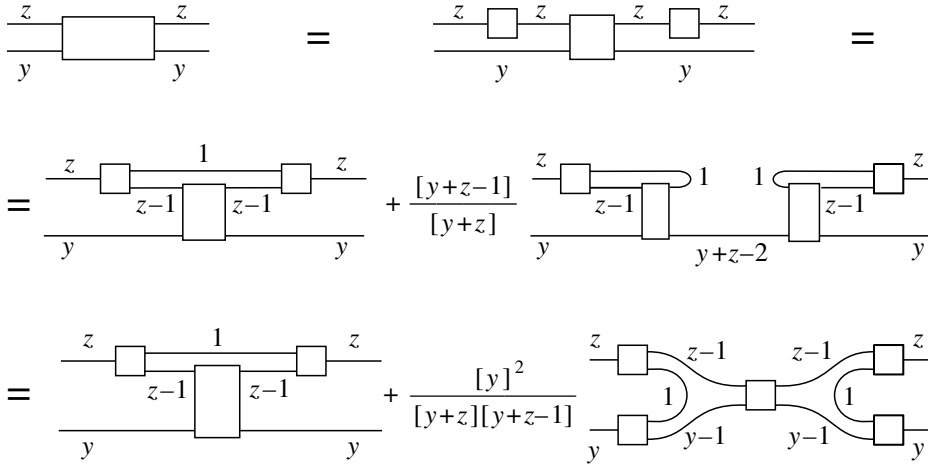 z z z z z z
= =
y y y y
z 1 z z 1 1 z
= z–1 z–1 + [y+z–1] / [y+z] z–1 z–1
y y y y+z–2 y
z 1 z z z–1 z–1 z
= z–1 z–1 + [y]² / [y+z][y+z–1] 1 1
y y y y–1 y–1 y